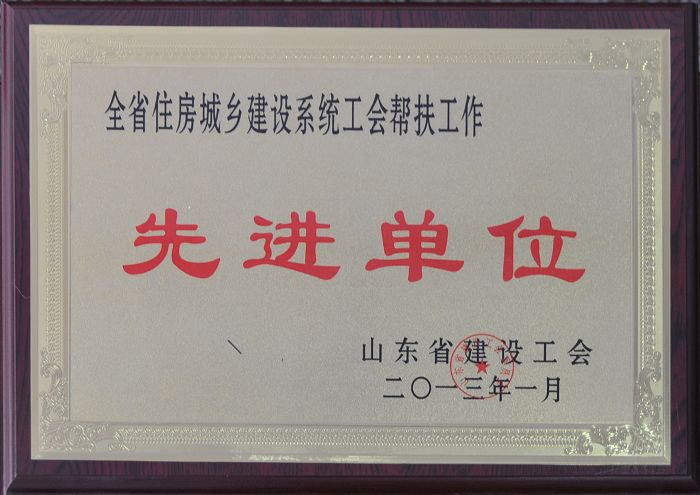 全省住房城乡建设系统工会帮扶工作
先进单位
山东省建设工会
二〇一三年一月